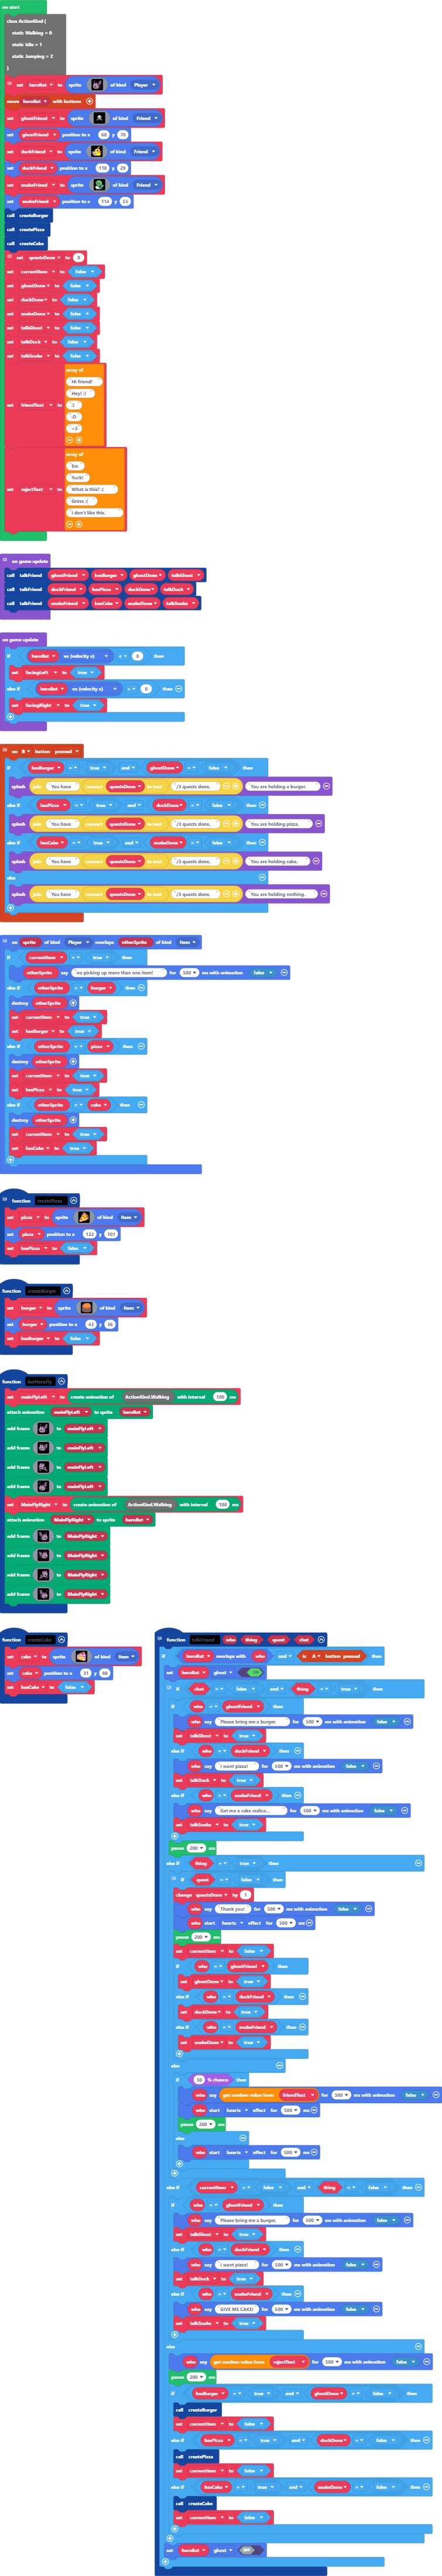 on start
class ActionKind {
static Walking = 0
static Idle = 1
static Jumping = 2
}
set heroBat to sprite of kind Player
move heroBat with buttons
set ghostFriend to sprite of kind Friend
set ghostFriend position to x 60 y 70
set duckFriend to sprite of kind Friend
set duckFriend position to x 118 y 29
set snakeFriend to sprite of kind Friend
set snakeFriend position to x 114 y 55
call createBurger
call createPizza
call createCake
set questsDone to 0
set currentItem to false
set ghostDone to false
set duckDone to false
set snakeDone to false
set talkGhost to false
set talkDuck to false
set talkSnake to false
array of
Hi friend!
Hey! :)
:)
:O
<3
set friendText to
array of
Ew.
Yuck!
What is this? :(
Gross :(
I don't like this.
set rejectText to
on game update
call talkFriend ghostFriend hasBurger ghostDone talkGhost
call talkFriend duckFriend hasPizza duckDone talkDuck
call talkFriend snakeFriend hasCake snakeDone talkSnake
on game update
if heroBat vx (velocity x) < 0 then
set facingLeft to true
else if heroBat vx (velocity x) > 0 then
set facingRight to true
on B button pressed
if hasBurger = true and ghostDone = false then
splash join You have convert questsDone to text /3 quests done. You are holding a burger.
else if hasPizza = true and duckDone = false then
splash join You have convert questsDone to text /3 quests done. You are holding pizza.
else if hasCake = true and snakeDone = false then
splash join You have convert questsDone to text /3 quests done. You are holding cake.
else
splash join You have convert questsDone to text /3 quests done. You are holding nothing.
on sprite of kind Player overlaps otherSprite of kind Item
if currentItem = true then
otherSprite say no picking up more than one item! for 500 ms with animation false
else if otherSprite = burger then
destroy otherSprite
set currentItem to true
set hasBurger to true
else if otherSprite = pizza then
destroy otherSprite
set currentItem to true
set hasPizza to true
else if otherSprite = cake then
destroy otherSprite
set currentItem to true
set hasCake to true
function createPizza
set pizza to sprite of kind Item
set pizza position to x 122 y 101
set hasPizza to false
function createBurger
set burger to sprite of kind Item
set burger position to x 43 y 36
set hasBurger to false
function
set mainFlyLeft to create animation of ActionKind.Walking with interval 100 ms
attach animation mainFlyLeft to sprite heroBat
add frame to mainFlyLeft
add frame to mainFlyLeft
add frame to mainFlyLeft
add frame to mainFlyLeft
set MainFlyRight to create animation of ActionKind.Walking with interval 100 ms
attach animation MainFlyRight to sprite heroBat
add frame to MainFlyRight
add frame to MainFlyRight
add frame to MainFlyRight
add frame to MainFlyRight
function createCake
set cake to sprite of kind Item
set cake position to x 31 y 88
set hasCake to false
function talkFriend who thing quest chat
if heroBat overlaps with who and is A button pressed then
set heroBat ghost ON
if chat = false and thing = true then
if who = ghostFriend then
who say Please bring me a burger. for 500 ms with animation false
set talkGhost to true
else if who = duckFriend then
who say I want pizza! for 500 ms with animation false
set talkDuck to true
else if who = snakeFriend then
who say Get me a cake ssslice... for 500 ms with animation false
set talkSnake to true
pause 200 ms
else if thing = true then
if quest = false then
change questsDone by 1
who say Thank you! for 500 ms with animation false
who start hearts effect for 500 ms
pause 200 ms
set currentItem to false
if who = ghostFriend then
set ghostDone to true
else if who = duckFriend then
set duckDone to true
else if who = snakeFriend then
set snakeDone to true
else
if 50 % chance then
who say get random value from friendText for 500 ms with animation false
who start hearts effect for 500 ms
pause 200 ms
else
who start hearts effect for 500 ms
else if currentItem = false and thing = false then
if who = ghostFriend then
who say Please bring me a burger. for 500 ms with animation false
set talkGhost to true
else if who = duckFriend then
who say I want pizza! for 500 ms with animation false
set talkDuck to true
else if who = snakeFriend then
who say GIVE ME CAKE! for 500 ms with animation false
set talkSnake to true
else
who say get random value from rejectText for 500 ms with animation false
pause 200 ms
if hasBurger = true and ghostDone = false then
call createBurger
set currentItem to false
else if hasPizza = true and duckDone = false then
call createPizza
set currentItem to false
else if hasCake = true and snakeDone = false then
call createCake
set currentItem to false
set heroBat ghost OFF